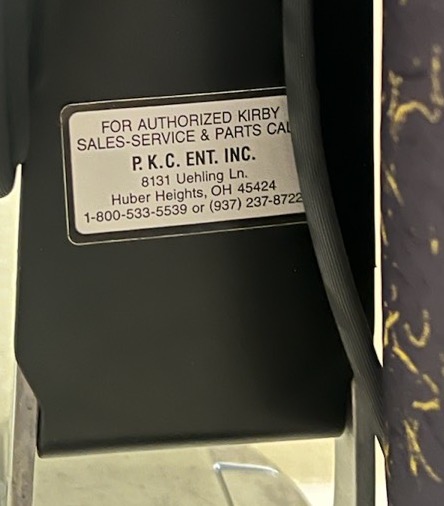 FOR AUTHORIZED KIRBY
SALES-SERVICE & PARTS CAL
P. K. C. ENT. INC.
8131 Uehling Ln.
Huber Heights, OH 45424
1-800-533-5539 or (937) 237-8722